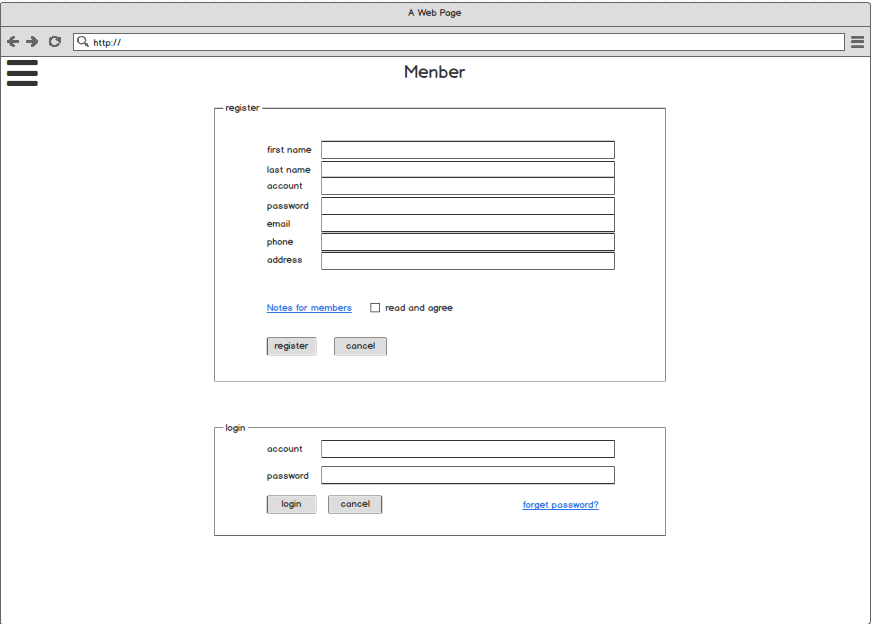 A Web Page
http://
Menber
register
first name
last name
account
password
email
phone
address
Notes for members read and agree
register cancel
login
account
password
login cancel forget password?